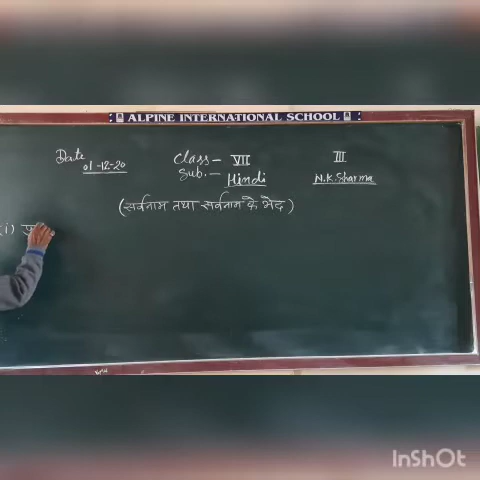 ALPINE INTERNATIONAL SCHOOL
Date 01-12-20
Class - VII
III
Sub. - Hindi
N.K. Sharma
(सर्वनाम तथा सर्वनाम के भेद)
(i)
InShOt